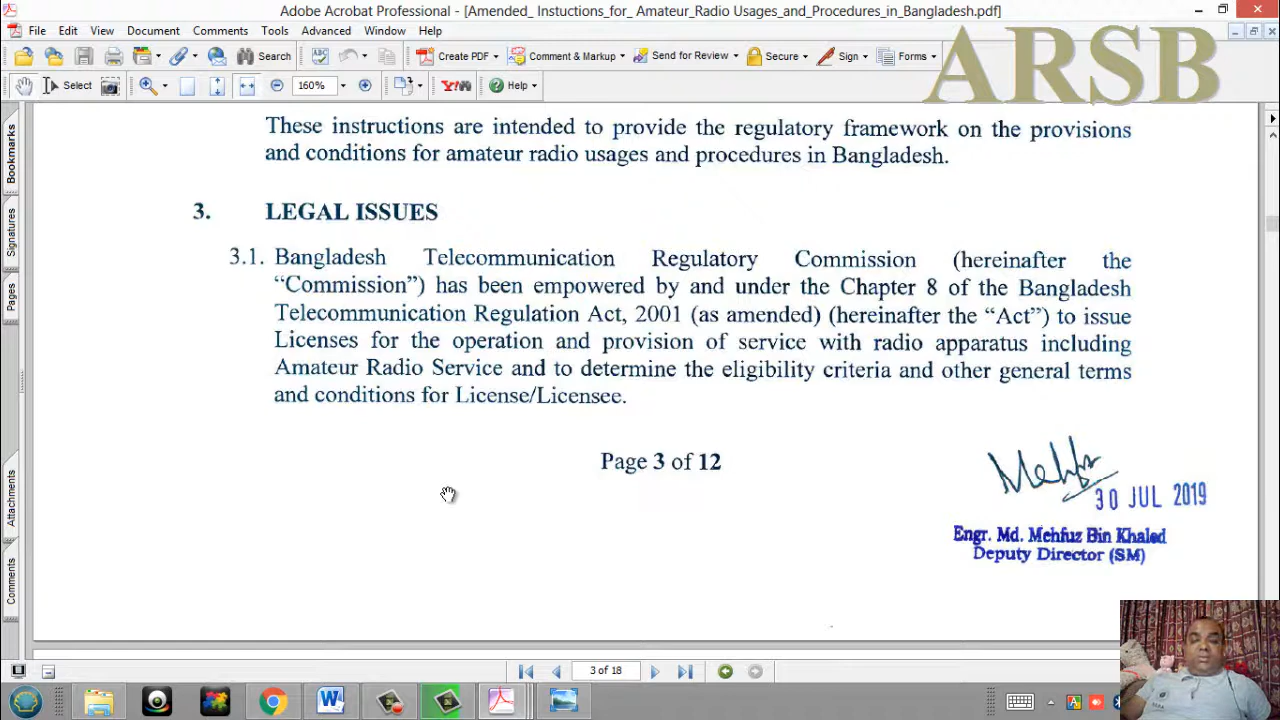 Adobe Acrobat Professional - [Amended_ Instuctions_for_ Amateur_Radio Usages_and_Procedures_in_Bangladesh.pdf]
File Edit View Document Comments Tools Advanced Window Help
Search Create PDF Comment & Markup Send for Review Secure Sign Forms
ARSB
Select 160% Y! Help
Bookmarks
Signatures
Pages
Attachments
Comments
These instructions are intended to provide the regulatory framework on the provisions
and conditions for amateur radio usages and procedures in Bangladesh.
3. LEGAL ISSUES
3.1. Bangladesh Telecommunication Regulatory Commission (hereinafter the
“Commission”) has been empowered by and under the Chapter 8 of the Bangladesh
Telecommunication Regulation Act, 2001 (as amended) (hereinafter the “Act”) to issue
Licenses for the operation and provision of service with radio apparatus including
Amateur Radio Service and to determine the eligibility criteria and other general terms
and conditions for License/Licensee.
Page 3 of 12
Mehfuz
30 JUL 2019
Engr. Md. Mehfuz Bin Khaled
Deputy Director (SM)
3 of 18